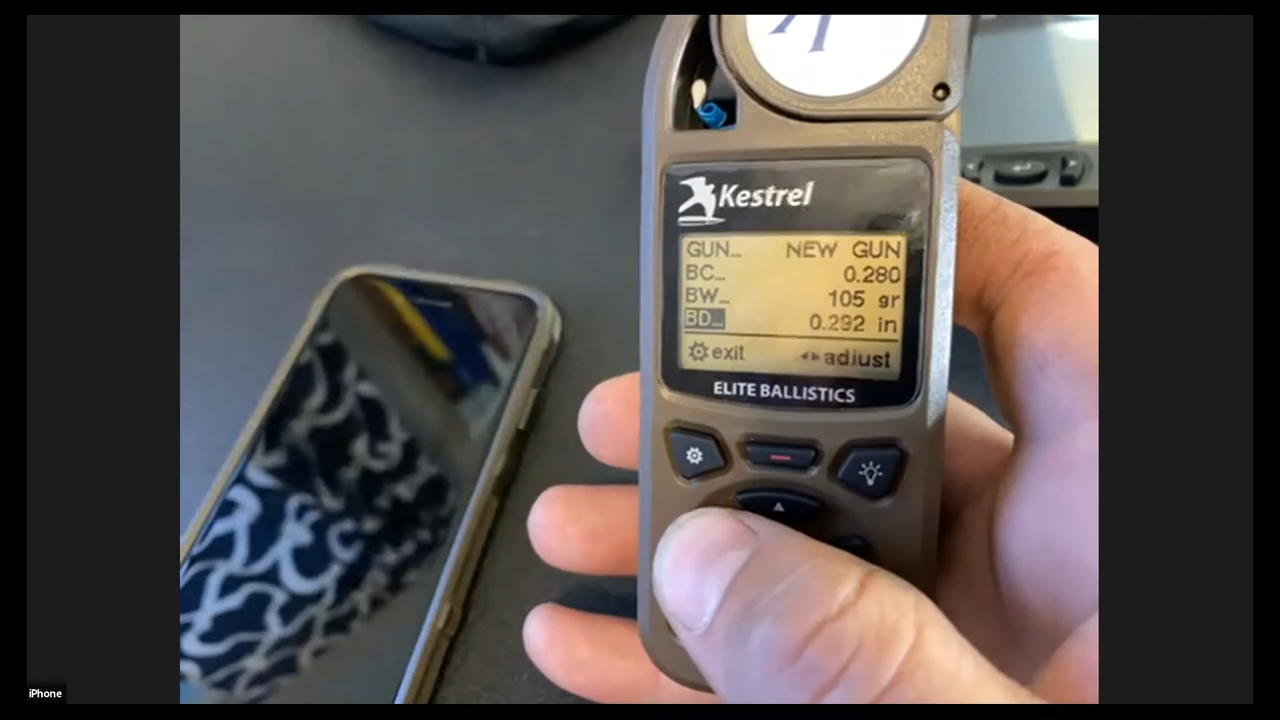 Kestrel
GUN... NEW GUN
BC... 0.280
BW... 105 gr
BD... 0.292 in
exit adjust
ELITE BALLISTICS
iPhone